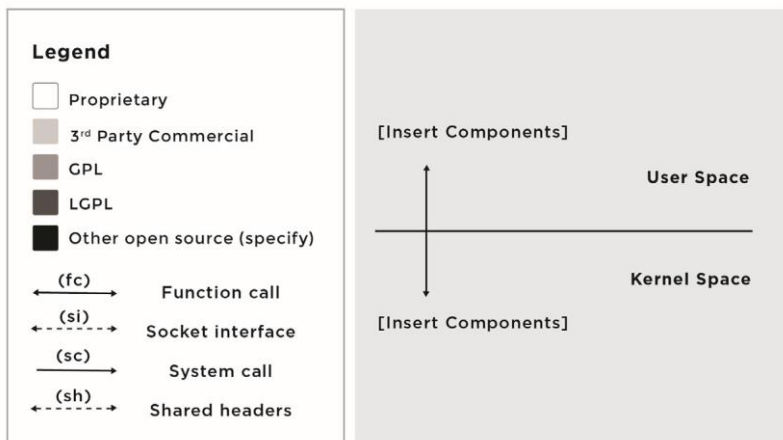 Legend
Proprietary
3rd Party Commercial
GPL
LGPL
Other open source (specify)
(fc)
Function call
(si)
Socket interface
(sc)
System call
(sh)
Shared headers
[Insert Components]
User Space
Kernel Space
[Insert Components]